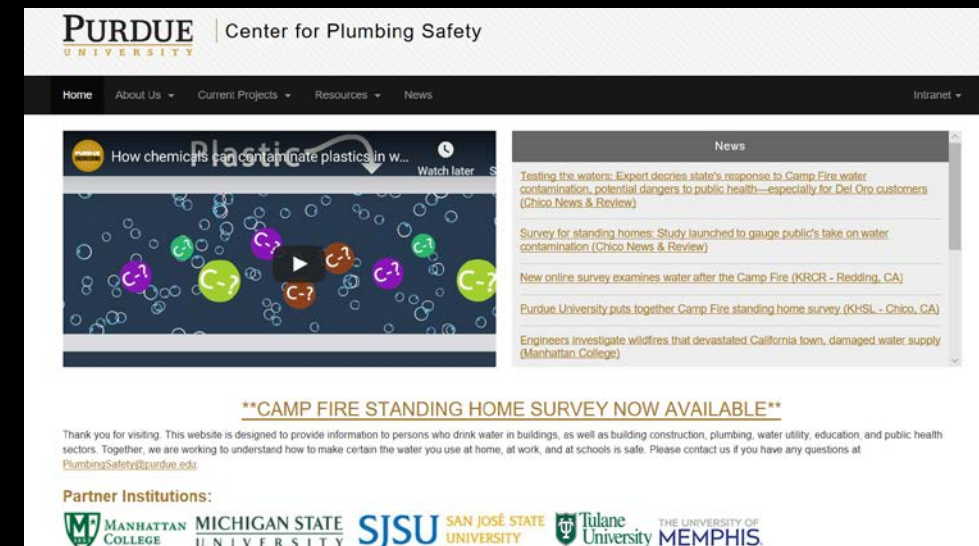 PURDUE
UNIVERSITY
Center for Plumbing Safety
Home About Us Current Projects Resources News Intranet
How chemicals can contaminate plastics in w...
Plastic
Watch later
S
C-?
C-?
C-?
C-?
C-?
C-?
C-?
C-?
News
Testing the waters: Expert decries state's response to Camp Fire water
contamination, potential dangers to public health—especially for Del Oro customers
(Chico News & Review)
Survey for standing homes: Study launched to gauge public's take on water
contamination (Chico News & Review)
New online survey examines water after the Camp Fire (KRCR - Redding, CA)
Purdue University puts together Camp Fire standing home survey (KHSL - Chico, CA)
Engineers investigate wildfires that devastated California town, damaged water supply
(Manhattan College)
**CAMP FIRE STANDING HOME SURVEY NOW AVAILABLE**
Thank you for visiting. This website is designed to provide information to persons who drink water in buildings, as well as building construction, plumbing, water utility, education, and public health
sectors. Together, we are working to understand how to make certain the water you use at home, at work, and at schools is safe. Please contact us if you have any questions at
PlumbingSafety@purdue.edu.
Partner Institutions:
MANHATTAN
COLLEGE
MICHIGAN STATE
UNIVERSITY
SJSU SAN JOSÉ STATE
UNIVERSITY
Tulane
University
THE UNIVERSITY OF
MEMPHIS.